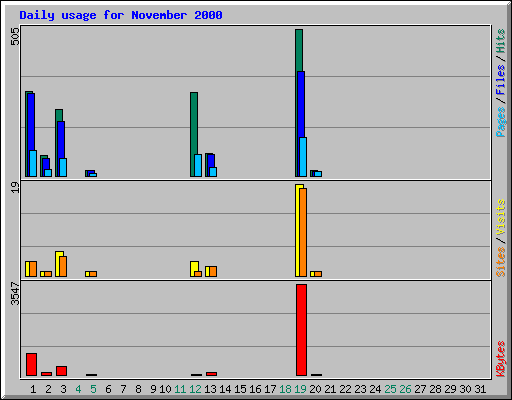 Daily usage for November 2000
505
Pages/Files/Hits
19
Sites/Visits
3547
KBytes
1 2 3 4 5 6 7 8 9 10 11 12 13 14 15 16 17 18 19 20 21 22 23 24 25 26 27 28 29 30 31